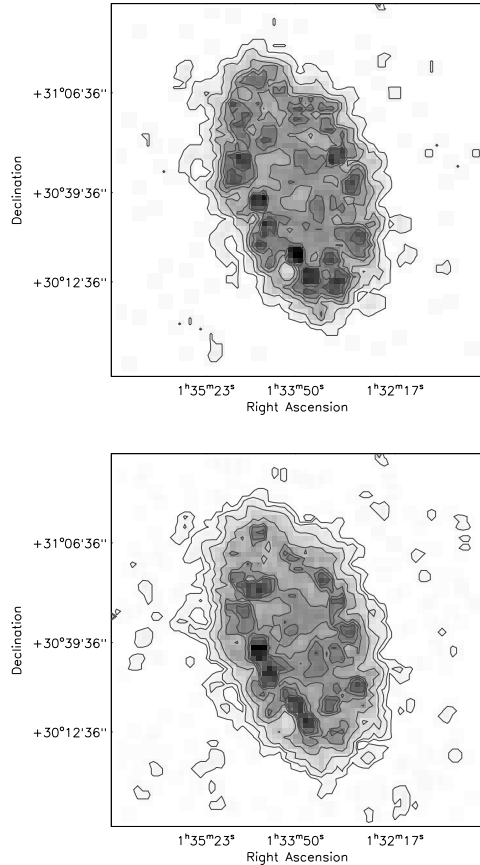 +31°06'36''
+30°39'36''
+30°12'36''
Declination
1ʰ35ᵐ23ˢ 1ʰ33ᵐ50ˢ 1ʰ32ᵐ17ˢ
Right Ascension
+31°06'36''
+30°39'36''
+30°12'36''
Declination
1ʰ35ᵐ23ˢ 1ʰ33ᵐ50ˢ 1ʰ32ᵐ17ˢ
Right Ascension